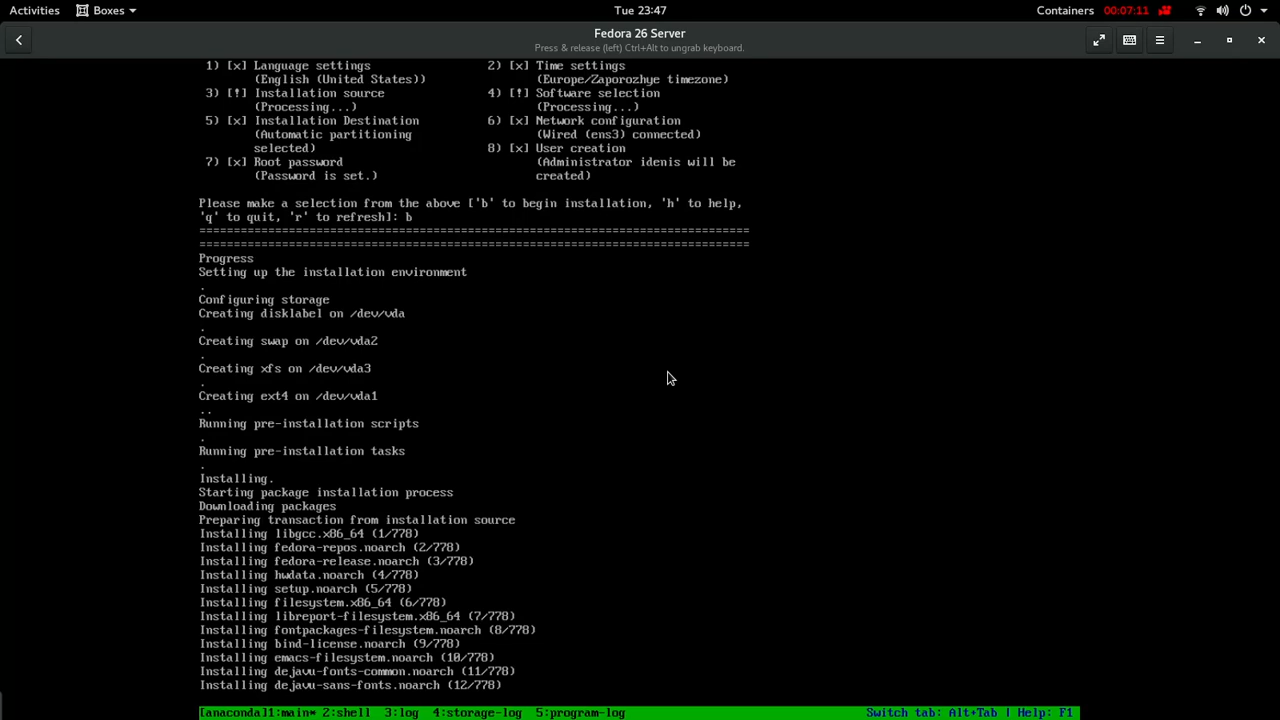 Activities Boxes Tue 23:47 Containers 00:07:11
Fedora 26 Server
Press & release (left) Ctrl+Alt to ungrab keyboard.
1) [x] Language settings 2) [x] Time settings
(English (United States)) (Europe/Zaporozhye timezone)
3) [!] Installation source 4) [!] Software selection
(Processing...) (Processing...)
5) [x] Installation Destination 6) [x] Network configuration
(Automatic partitioning (Wired (ens3) connected)
selected) 8) [x] User creation
7) [x] Root password (Administrator idenis will be
(Password is set.) created)
Please make a selection from the above ['b' to begin installation, 'h' to help,
'q' to quit, 'r' to refresh]: b
================================================================================
================================================================================
Progress
Setting up the installation environment
.
Configuring storage
Creating disklabel on /dev/vda
.
Creating swap on /dev/vda2
.
Creating xfs on /dev/vda3
.
Creating ext4 on /dev/vda1
..
Running pre-installation scripts
.
Running pre-installation tasks
.
Installing.
Starting package installation process
Downloading packages
Preparing transaction from installation source
Installing libgcc.x86_64 (1/778)
Installing fedora-repos.noarch (2/778)
Installing fedora-release.noarch (3/778)
Installing hwdata.noarch (4/778)
Installing setup.noarch (5/778)
Installing filesystem.x86_64 (6/778)
Installing libreport-filesystem.x86_64 (7/778)
Installing fontpackages-filesystem.noarch (8/778)
Installing bind-license.noarch (9/778)
Installing emacs-filesystem.noarch (10/778)
Installing dejavu-fonts-common.noarch (11/778)
Installing dejavu-sans-fonts.noarch (12/778)
[anaconda]1:main* 2:shell 3:log 4:storage-log 5:program-log Switch tab: Alt+Tab | Help: F1